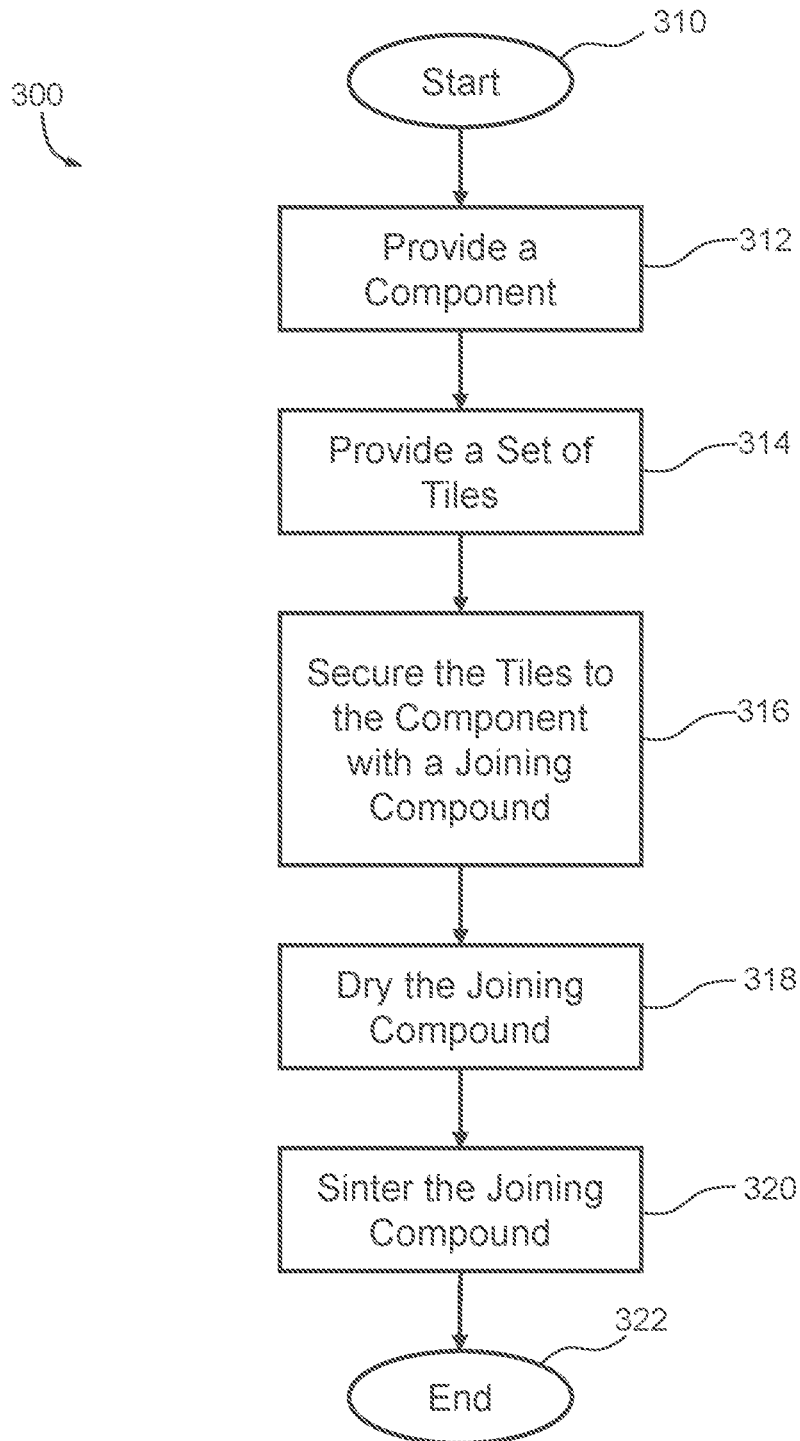 310
Start
300
Provide a
Component
312
Provide a Set of
Tiles
314
Secure the Tiles to
the Component
with a Joining
Compound
316
Dry the Joining
Compound
318
Sinter the Joining
Compound
320
322
End